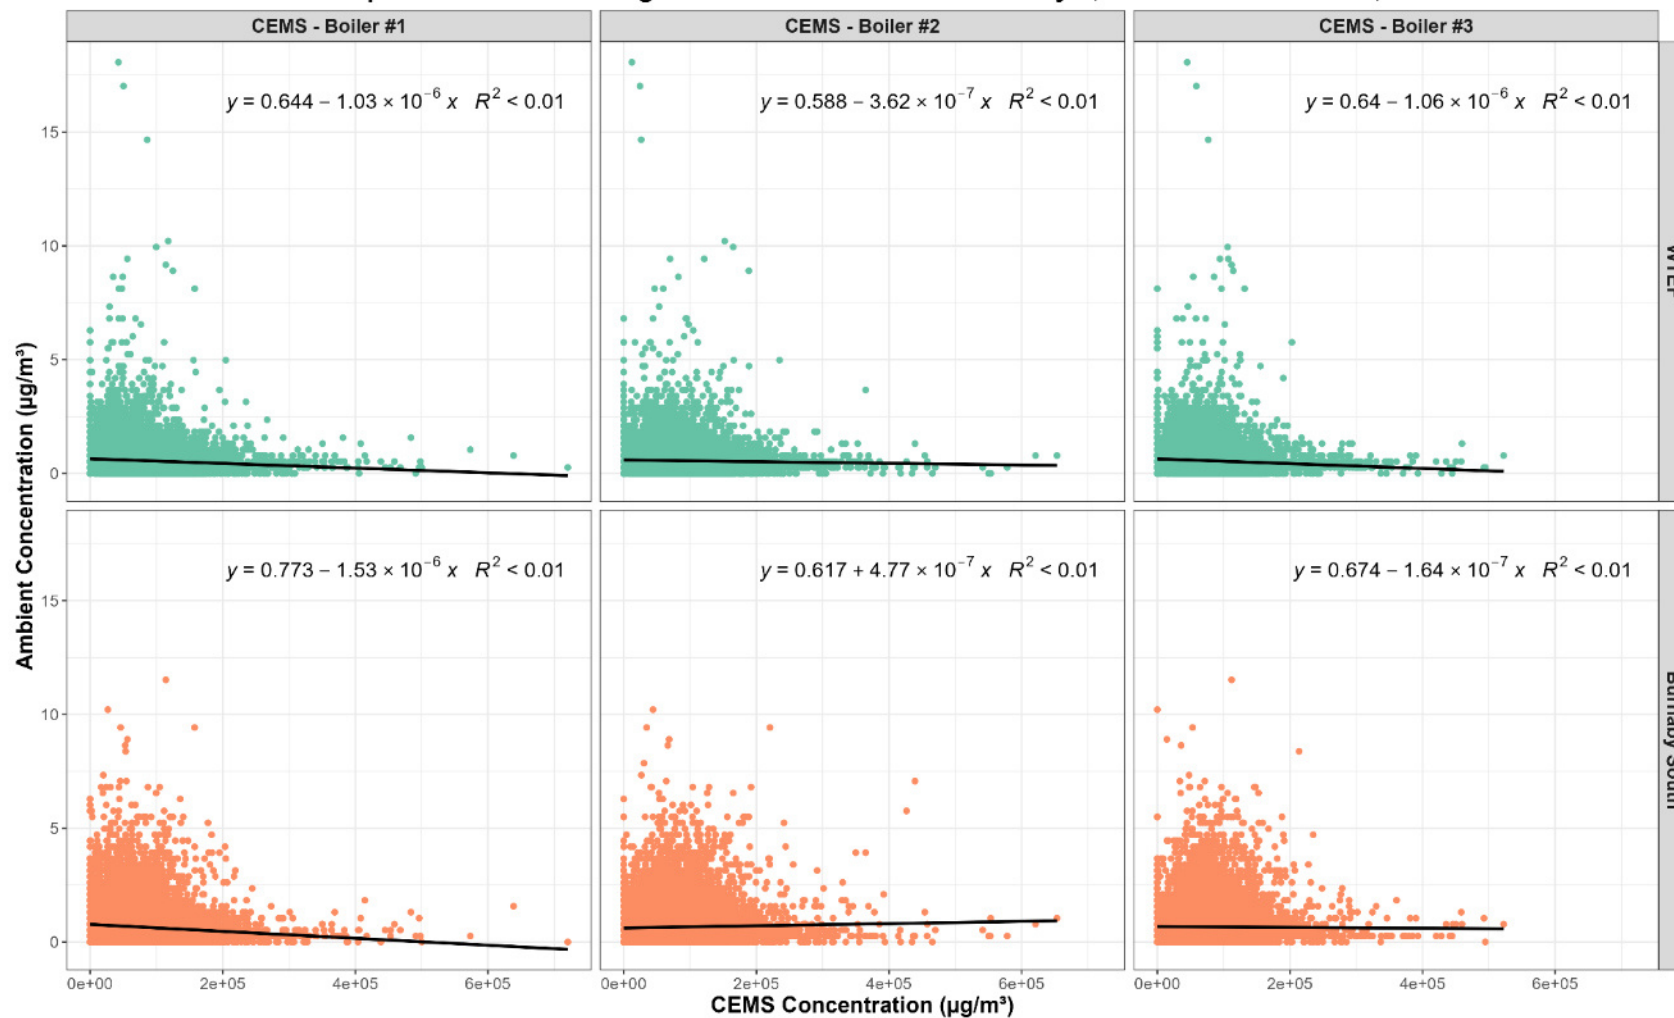 CEMS - Boiler #1
CEMS - Boiler #2
CEMS - Boiler #3
y = 0.644 − 1.03 × 10⁻⁶ x R² < 0.01
y = 0.588 − 3.62 × 10⁻⁷ x R² < 0.01
y = 0.64 − 1.06 × 10⁻⁶ x R² < 0.01
15
10
5
0
y = 0.773 − 1.53 × 10⁻⁶ x R² < 0.01
y = 0.617 + 4.77 × 10⁻⁷ x R² < 0.01
y = 0.674 − 1.64 × 10⁻⁷ x R² < 0.01
15
10
5
0
Ambient Concentration (µg/m³)
0e+00 2e+05 4e+05 6e+05
0e+00 2e+05 4e+05 6e+05
0e+00 2e+05 4e+05 6e+05
CEMS Concentration (µg/m³)